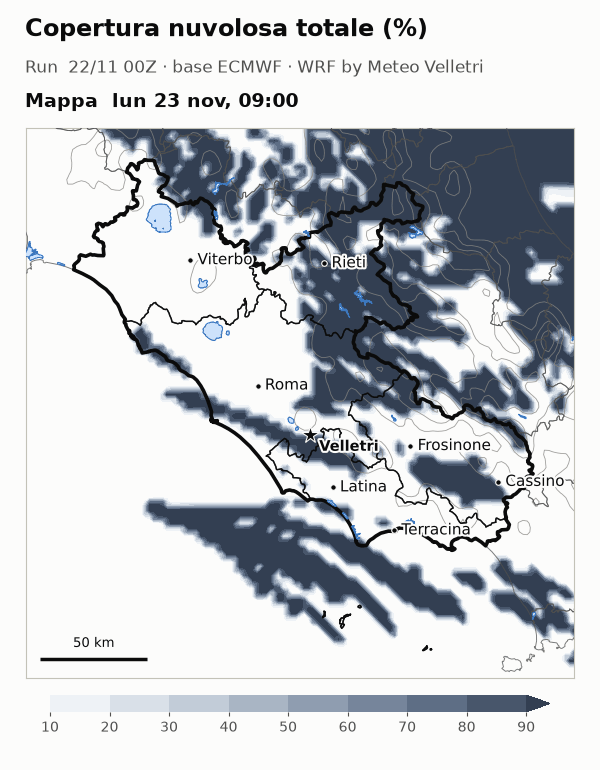 Copertura nuvolosa totale (%)
Run  22/11 00Z · base ECMWF · WRF by Meteo Velletri
Mappa  lun 23 nov, 09:00
Viterbo
Rieti
Roma
Velletri
Frosinone
Cassino
Latina
Terracina
50 km
10 20 30 40 50 60 70 80 90